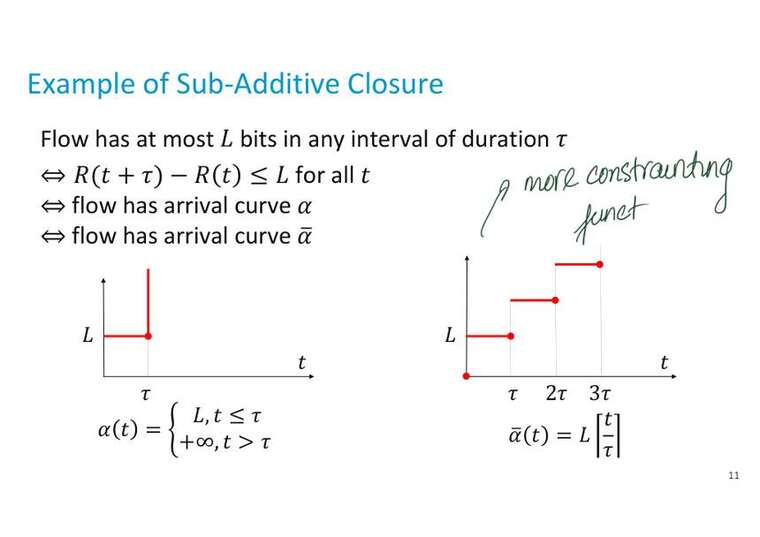 Example of Sub-Additive Closure
Flow has at most L bits in any interval of duration τ
⇔ R(t + τ) − R(t) ≤ L for all t
⇔ flow has arrival curve α
⇔ flow has arrival curve ᾱ
more constrainting
funct
L
t
τ
α(t) = { L, t ≤ τ
+∞, t > τ
L
t
τ 2τ 3τ
ᾱ(t) = L ⌈t/τ⌉
11